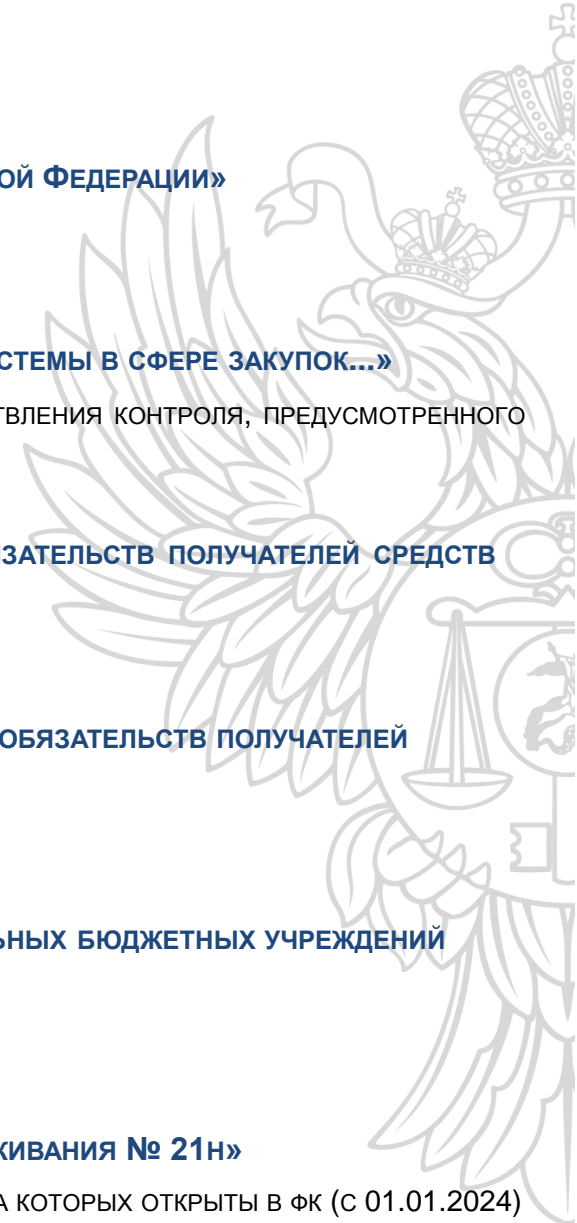 ОЙ ФЕДЕРАЦИИ»
СТЕМЫ В СФЕРЕ ЗАКУПОК...»
ТВЛЕНИЯ КОНТРОЛЯ, ПРЕДУСМОТРЕННОГО
ЗАТЕЛЬСТВ ПОЛУЧАТЕЛЕЙ СРЕДСТВ
ОБЯЗАТЕЛЬСТВ ПОЛУЧАТЕЛЕЙ
ЬНЫХ БЮДЖЕТНЫХ УЧРЕЖДЕНИЙ
ЖИВАНИЯ № 21Н»
А КОТОРЫХ ОТКРЫТЫ В ФК (С 01.01.2024)